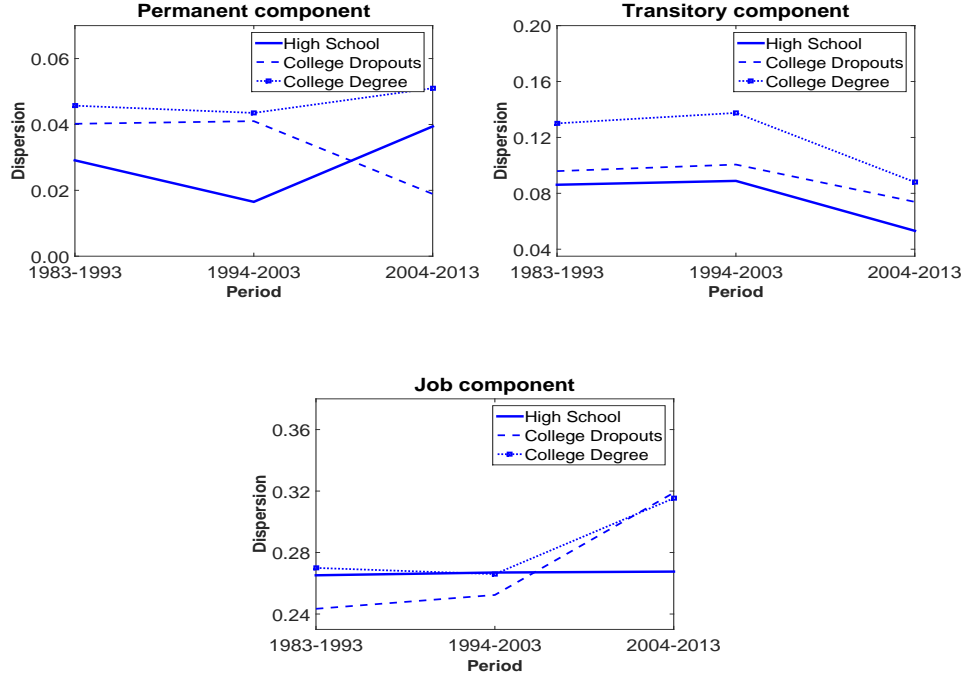 Permanent component
Dispersion
0.06
0.04
0.02
0.00
High School
College Dropouts
College Degree
1983-1993
1994-2003
2004-2013
Period
Transitory component
Dispersion
0.20
0.16
0.12
0.08
0.04
High School
College Dropouts
College Degree
1983-1993
1994-2003
2004-2013
Period
Job component
Dispersion
0.36
0.32
0.28
0.24
High School
College Dropouts
College Degree
1983-1993
1994-2003
2004-2013
Period